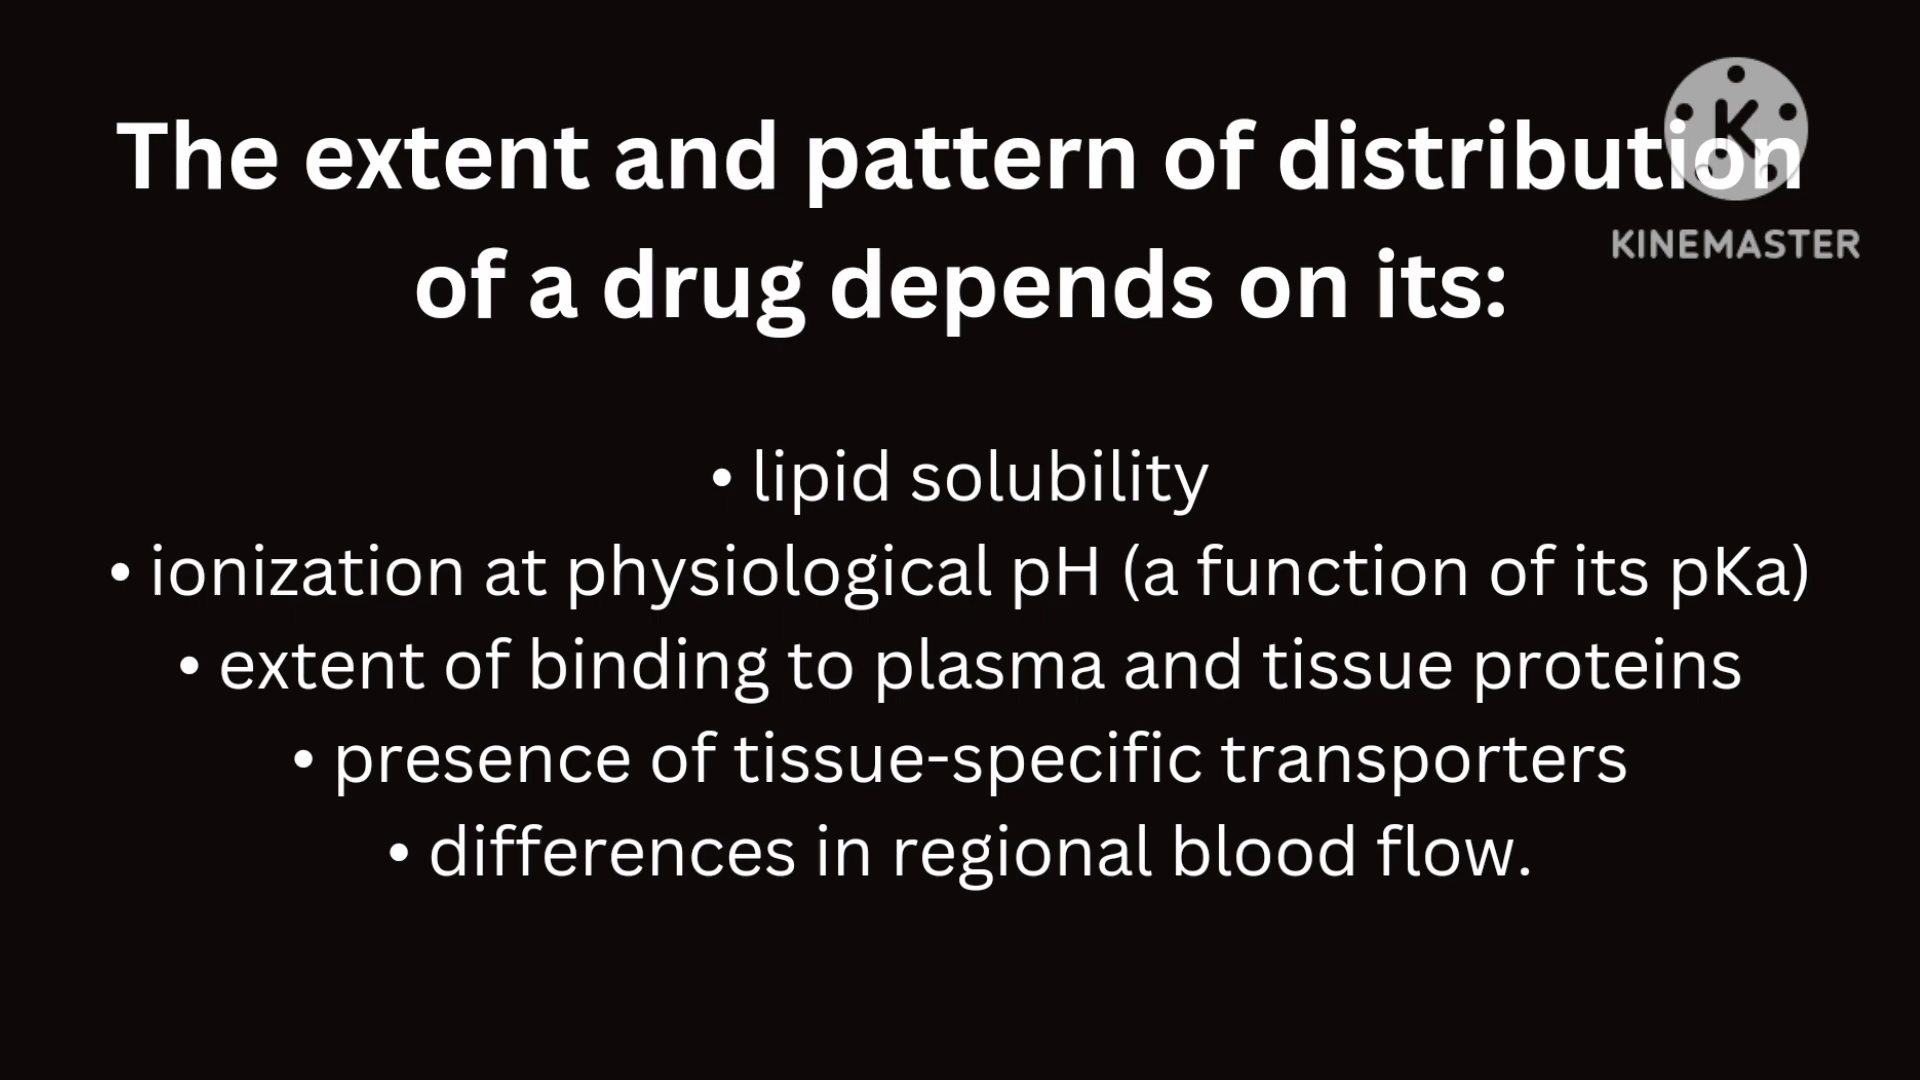 The extent and pattern of distribution
of a drug depends on its:
KINEMASTER
• lipid solubility
• ionization at physiological pH (a function of its pKa)
• extent of binding to plasma and tissue proteins
• presence of tissue-specific transporters
• differences in regional blood flow.